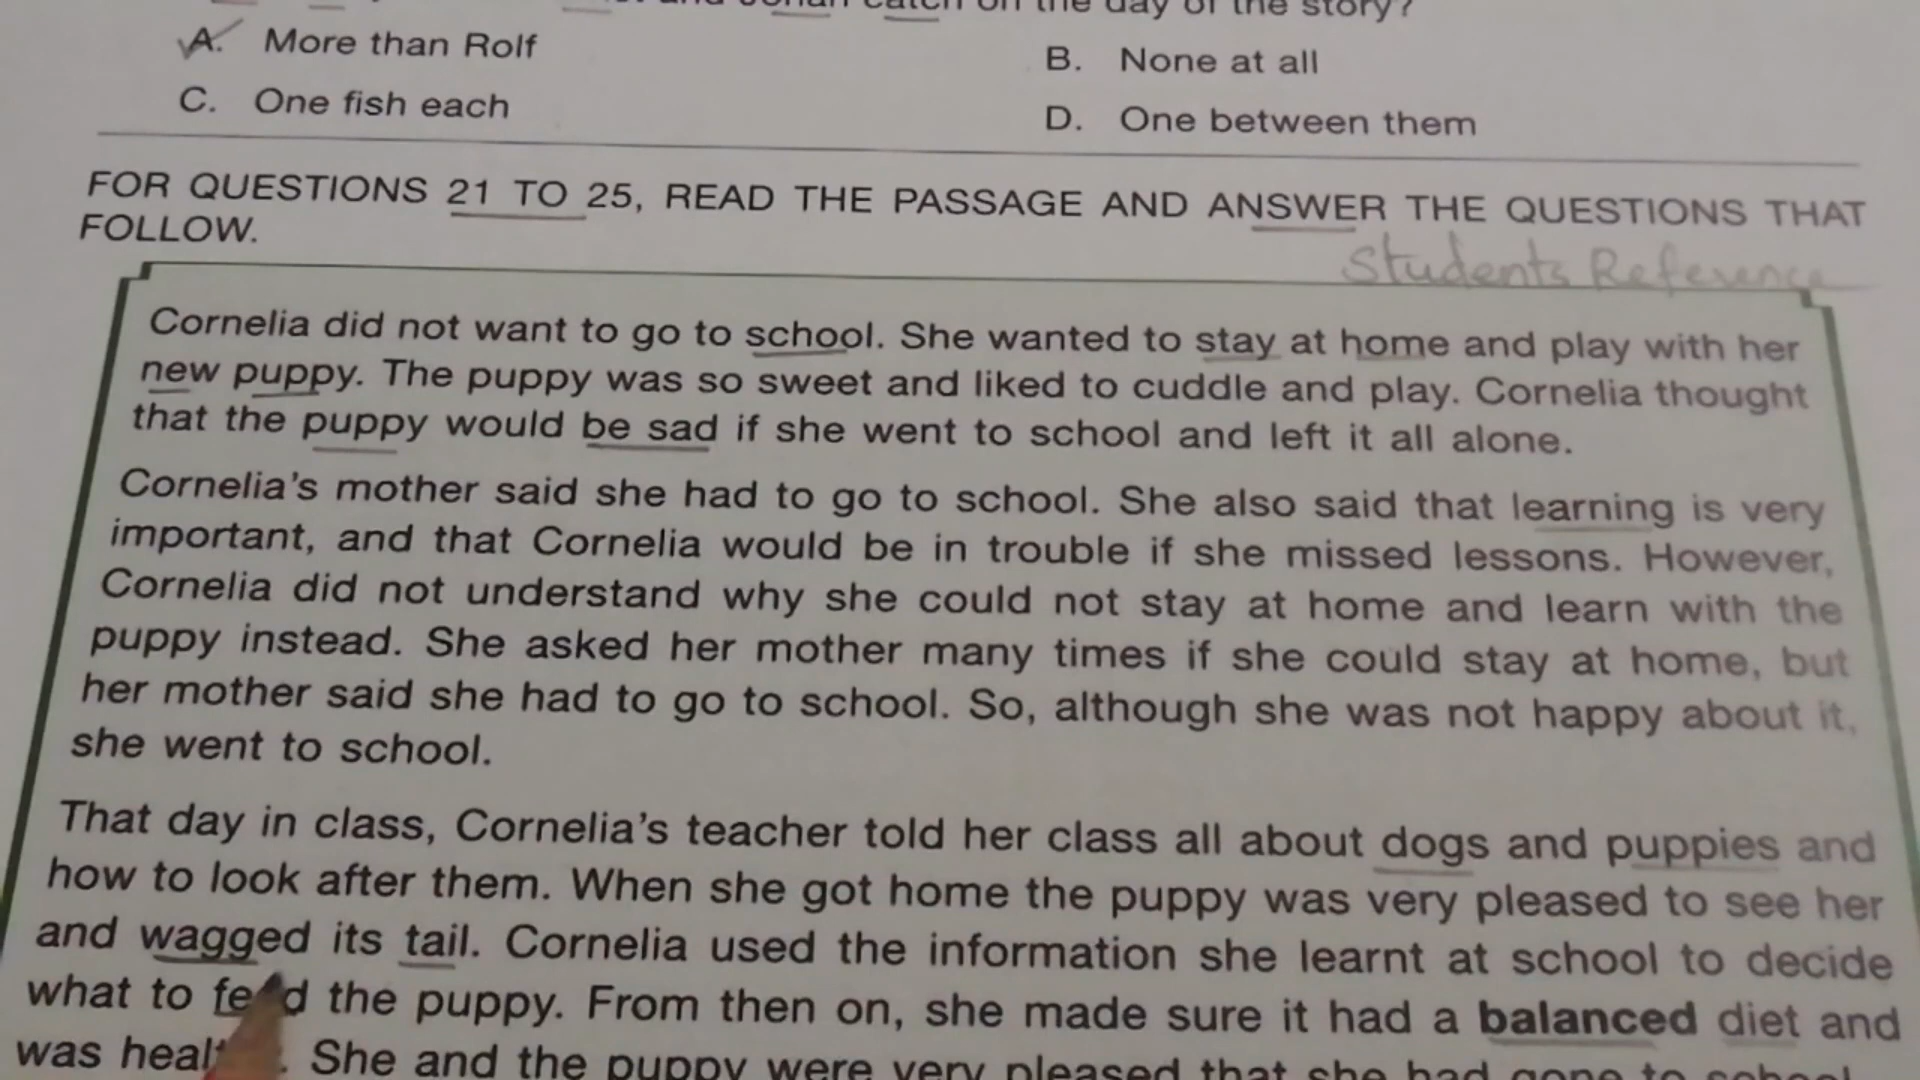 and catch on the day of the story?
A. More than Rolf
B. None at all
C. One fish each
D. One between them
FOR QUESTIONS 21 TO 25, READ THE PASSAGE AND ANSWER THE QUESTIONS THAT
FOLLOW.
Students Reference
Cornelia did not want to go to school. She wanted to stay at home and play with her
new puppy. The puppy was so sweet and liked to cuddle and play. Cornelia thought
that the puppy would be sad if she went to school and left it all alone.
Cornelia's mother said she had to go to school. She also said that learning is very
important, and that Cornelia would be in trouble if she missed lessons. However,
Cornelia did not understand why she could not stay at home and learn with the
puppy instead. She asked her mother many times if she could stay at home, but
her mother said she had to go to school. So, although she was not happy about it,
she went to school.
That day in class, Cornelia's teacher told her class all about dogs and puppies and
how to look after them. When she got home the puppy was very pleased to see her
and wagged its tail. Cornelia used the information she learnt at school to decide
what to feed the puppy. From then on, she made sure it had a balanced diet and
was She and the puppy were very pleased that she had gone to school